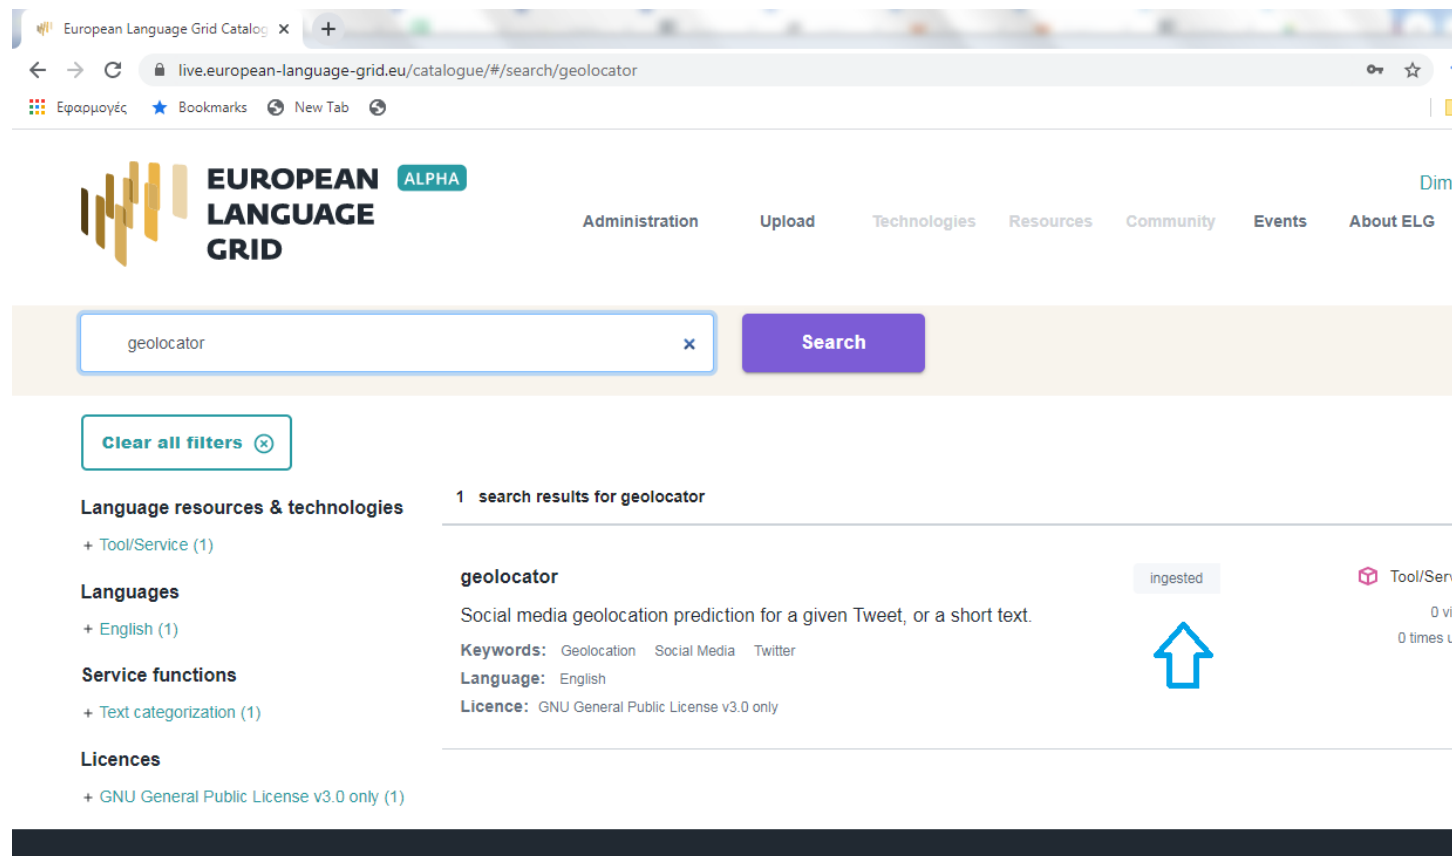 European Language Grid Catalog
live.european-language-grid.eu/catalogue/#/search/geolocator
Εφαρμογές Bookmarks New Tab
EUROPEAN ALPHA
LANGUAGE
GRID
Dim
Administration Upload Technologies Resources Community Events About ELG
geolocator × Search
Clear all filters
1 search results for geolocator
Language resources & technologies
+ Tool/Service (1)
Languages
+ English (1)
Service functions
+ Text categorization (1)
Licences
+ GNU General Public License v3.0 only (1)
geolocator ingested Tool/Serv
Social media geolocation prediction for a given Tweet, or a short text.
0 vi
Keywords: Geolocation Social Media Twitter
0 times u
Language: English
Licence: GNU General Public License v3.0 only